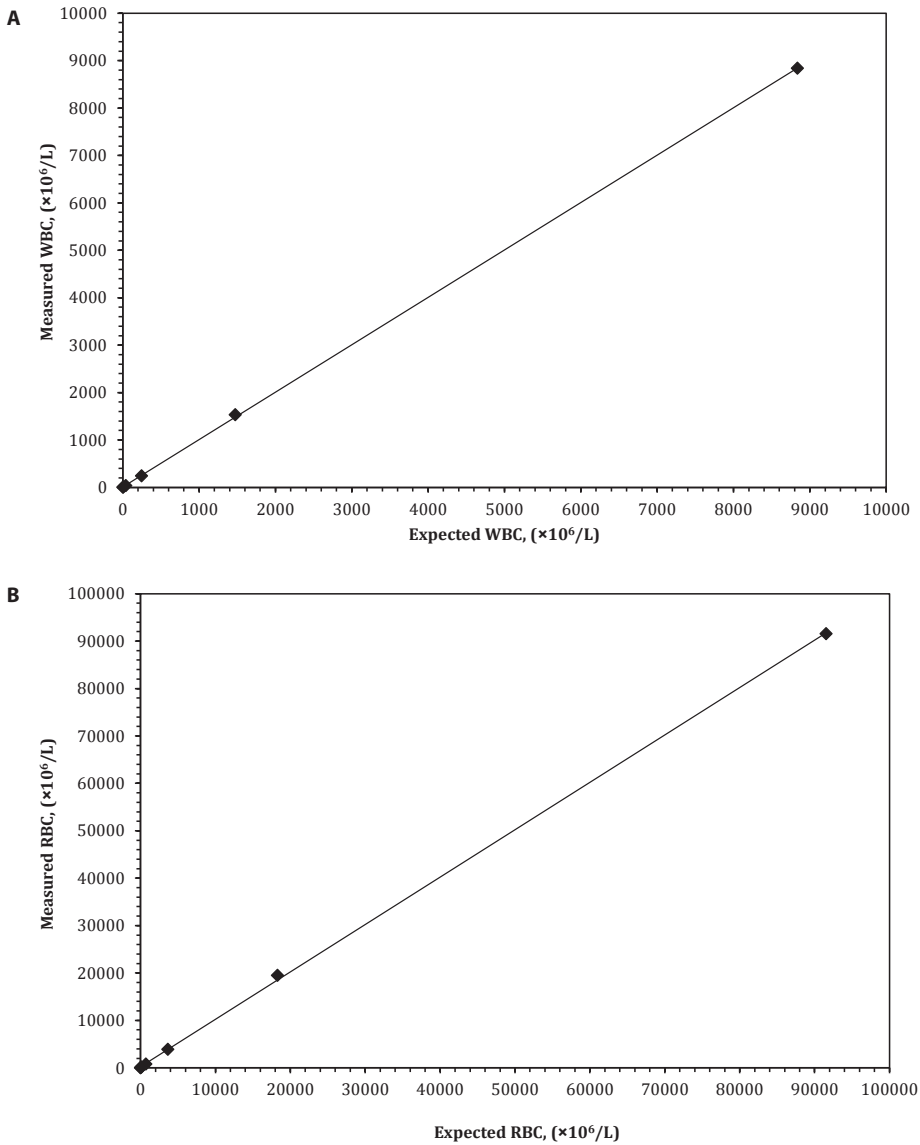 A
10000
9000
8000
7000
6000
5000
4000
3000
2000
1000
0
Measured WBC, (×10⁶/L)
0 1000 2000 3000 4000 5000 6000 7000 8000 9000 10000
Expected WBC, (×10⁶/L)
B
100000
90000
80000
70000
60000
50000
40000
30000
20000
10000
0
Measured RBC, (×10⁶/L)
0 10000 20000 30000 40000 50000 60000 70000 80000 90000 100000
Expected RBC, (×10⁶/L)